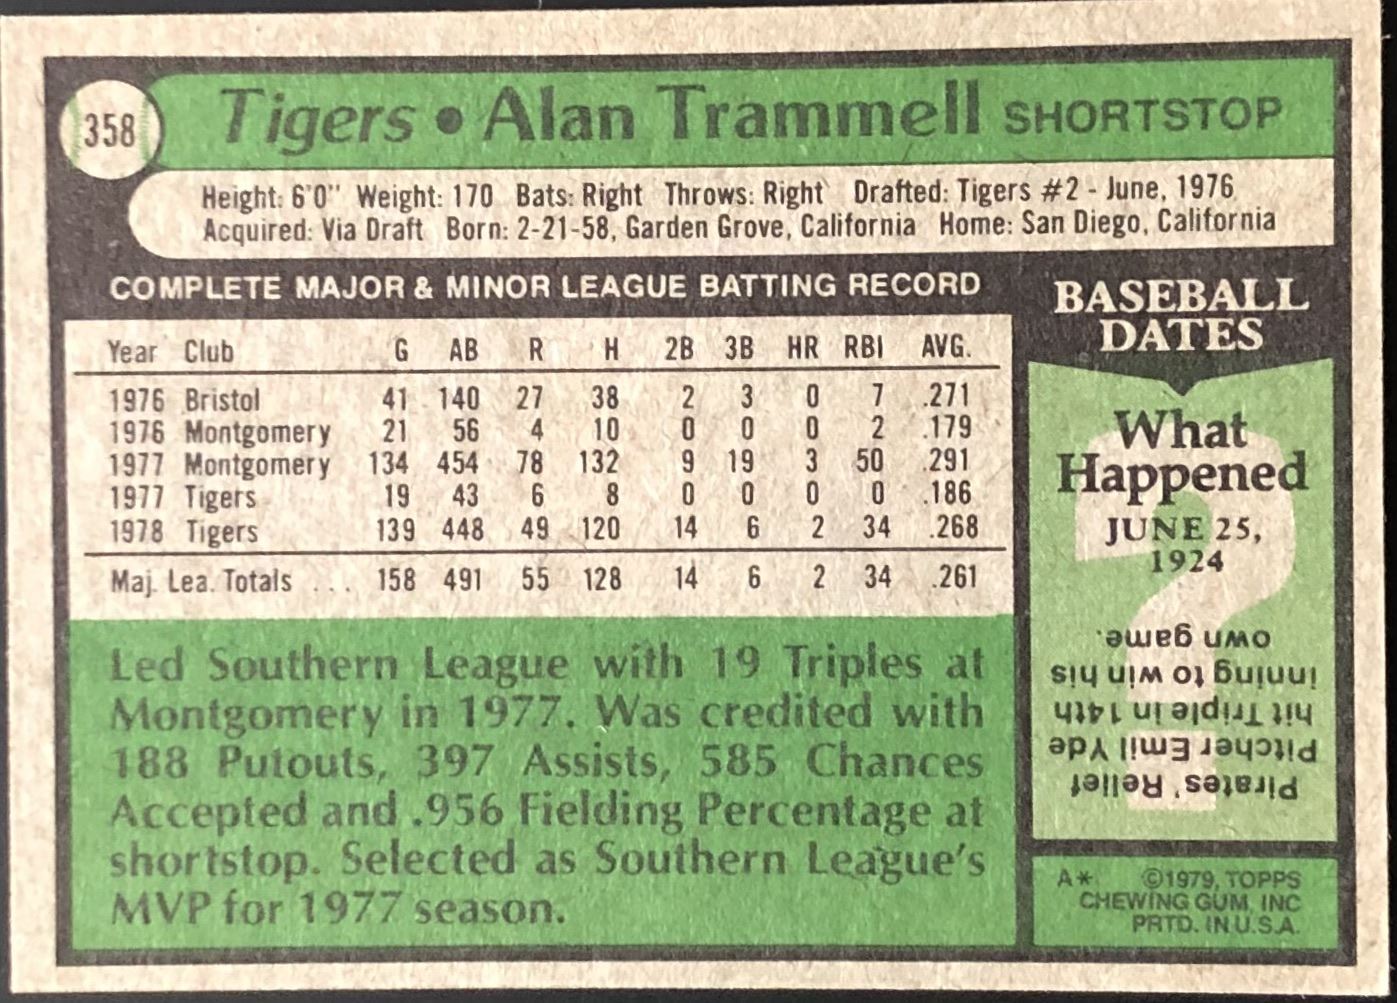 358
Tigers • Alan Trammell SHORTSTOP
Height: 6'0" Weight: 170 Bats: Right Throws: Right Drafted: Tigers #2 - June, 1976
Acquired: Via Draft Born: 2-21-58, Garden Grove, California Home: San Diego, California
COMPLETE MAJOR & MINOR LEAGUE BATTING RECORD
Year Club G AB R H 2B 3B HR RBI AVG.
1976 Bristol 41 140 27 38 2 3 0 7 .271
1976 Montgomery 21 56 4 10 0 0 0 2 .179
1977 Montgomery 134 454 78 132 9 19 3 50 .291
1977 Tigers 19 43 6 8 0 0 0 0 .186
1978 Tigers 139 448 49 120 14 6 2 34 .268
Maj. Lea. Totals ... 158 491 55 128 14 6 2 34 .261
Led Southern League with 19 Triples at
Montgomery in 1977. Was credited with
188 Putouts, 397 Assists, 585 Chances
Accepted and .956 Fielding Percentage at
shortstop. Selected as Southern League's
MVP for 1977 season.
BASEBALL
DATES
What
Happened
JUNE 25,
1924
Pirates' Relief
Pitcher Emil Yde
hit Triple in 14th
inning to win his
own game.
A* ©1979, TOPPS
CHEWING GUM, INC
PRTD. IN U.S.A.